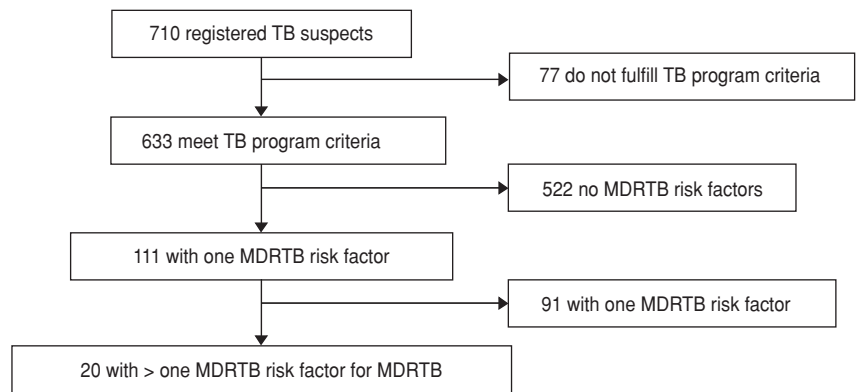 710 registered TB suspects
77 do not fulfill TB program criteria
633 meet TB program criteria
522 no MDRTB risk factors
111 with one MDRTB risk factor
91 with one MDRTB risk factor
20 with > one MDRTB risk factor for MDRTB